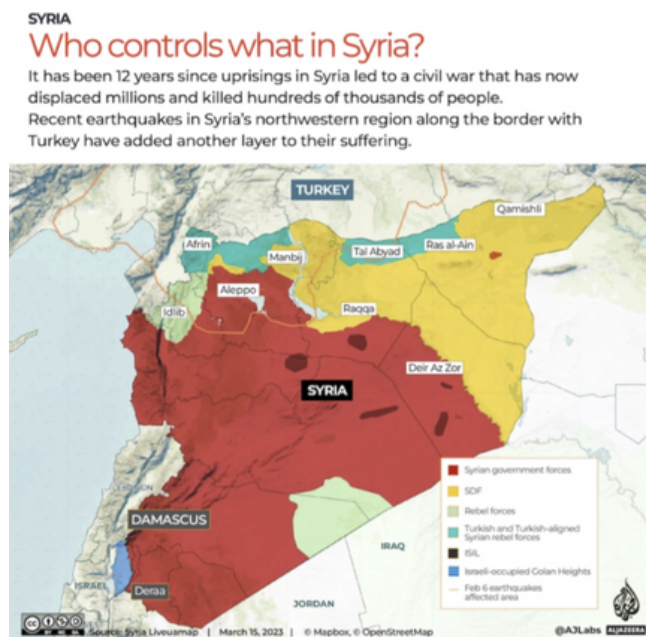 SYRIA
Who controls what in Syria?
It has been 12 years since uprisings in Syria led to a civil war that has now
displaced millions and killed hundreds of thousands of people.
Recent earthquakes in Syria's northwestern region along the border with
Turkey have added another layer to their suffering.
TURKEY
Qamishli
Afrin
Manbij
Tal Abyad
Ras al-Ain
Aleppo
Idlib
Raqqa
Deir Az Zor
SYRIA
LEBANON
DAMASCUS
IRAQ
ISRAEL
Deraa
JORDAN
Syrian government forces
SDF
Rebel forces
Turkish and Turkish-aligned
Syrian rebel forces
ISIL
Israeli-occupied Golan Heights
Feb 6 earthquakes
affected area
Source: Syria Liveuamap | March 15, 2023 | © Mapbox, © OpenStreetMap
@AJLabs ALJAZEERA